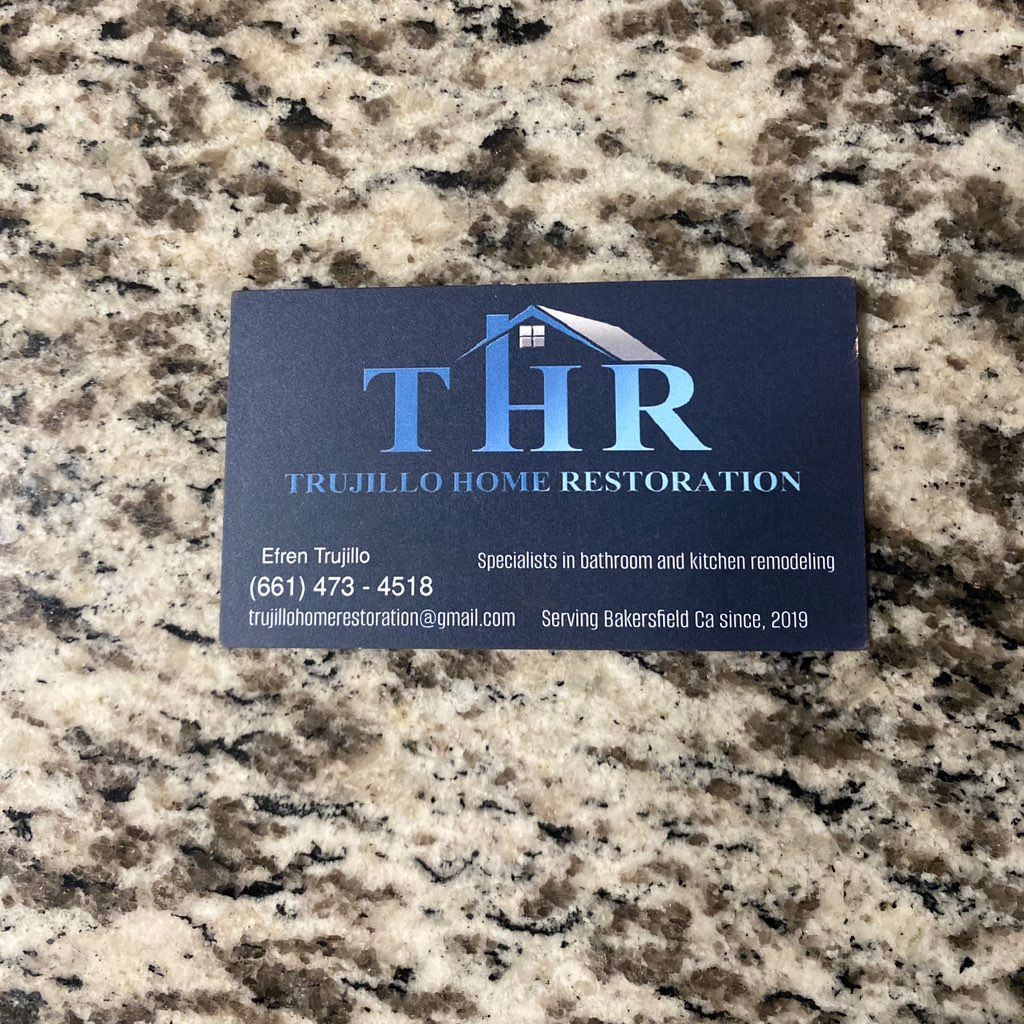 THR
TRUJILLO HOME RESTORATION
Efren Trujillo
(661) 473 - 4518
trujillohomerestoration@gmail.com
Specialists in bathroom and kitchen remodeling
Serving Bakersfield Ca since, 2019